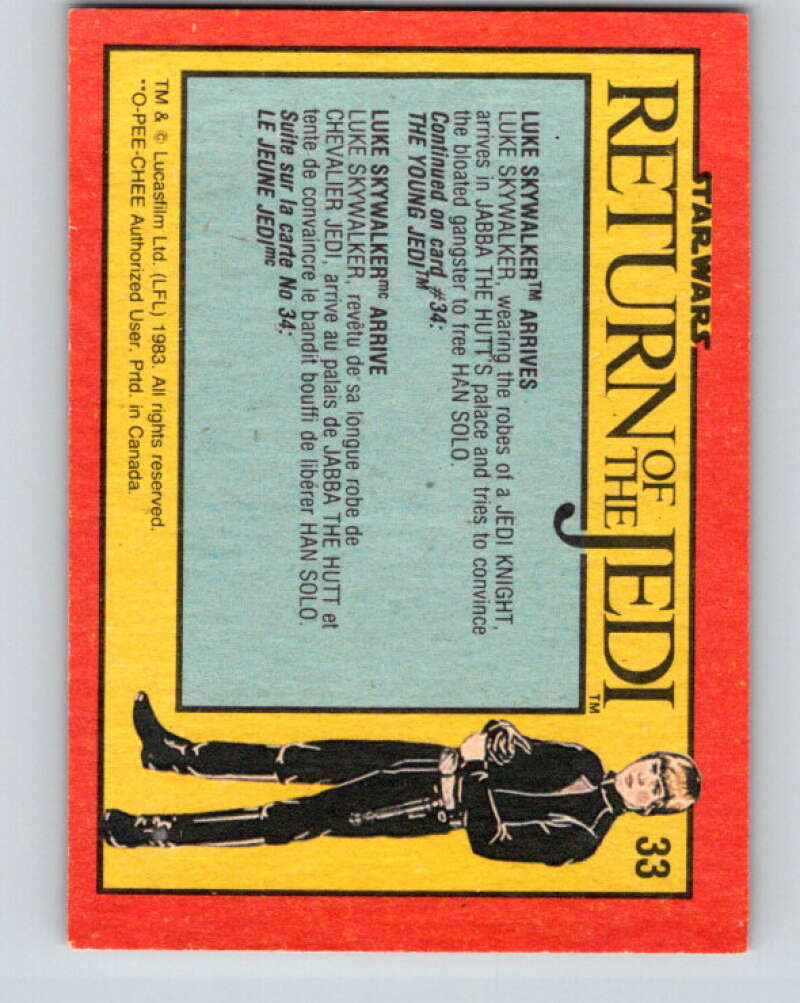 STAR WARS
RETURN OF THE JEDI™
33
LUKE SKYWALKER™ ARRIVES
LUKE SKYWALKER, wearing the robes of a JEDI KNIGHT,
arrives in JABBA THE HUTT'S palace and tries to convince
the bloated gangster to free HAN SOLO.
Continued on card #34:
THE YOUNG JEDI™
LUKE SKYWALKERmc ARRIVE
LUKE SKYWALKER, revêtu de sa longue robe de
CHEVALIER JEDI, arrive au palais de JABBA THE HUTT et
tente de convaincre le bandit bouffi de libérer HAN SOLO.
Suite sur la carte No 34:
LE JEUNE JEDImc
TM & © Lucasfilm Ltd. (LFL) 1983. All rights reserved.
**O-PEE-CHEE Authorized User. Prtd. in Canada.